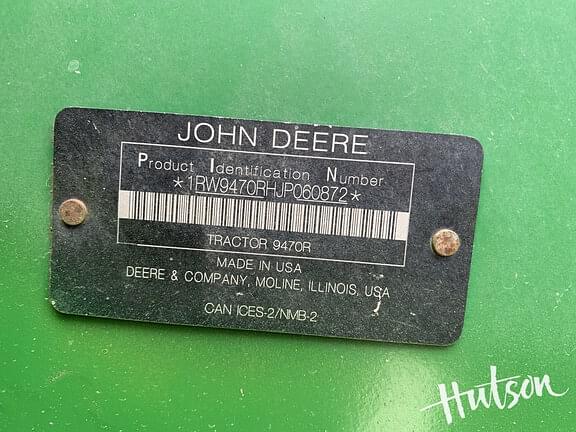 JOHN DEERE
Product Identification Number
*1RW9470RHJP060872*
TRACTOR 9470R
MADE IN USA
DEERE & COMPANY, MOLINE, ILLINOIS, USA
CAN ICES-2/NMB-2
Hutson